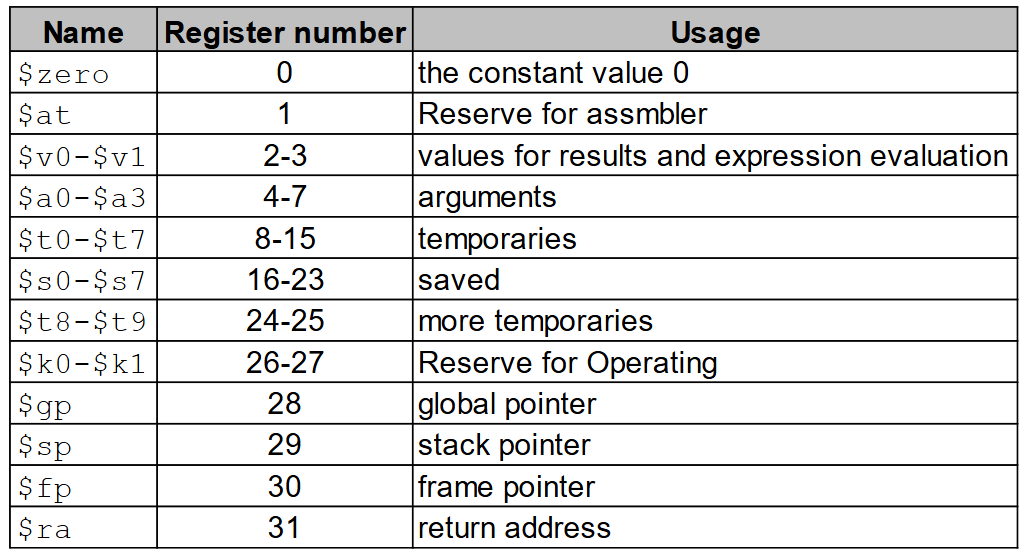 Name Register number Usage
$zero 0 the constant value 0
$at 1 Reserve for assmbler
$v0-$v1 2-3 values for results and expression evaluation
$a0-$a3 4-7 arguments
$t0-$t7 8-15 temporaries
$s0-$s7 16-23 saved
$t8-$t9 24-25 more temporaries
$k0-$k1 26-27 Reserve for Operating
$gp 28 global pointer
$sp 29 stack pointer
$fp 30 frame pointer
$ra 31 return address